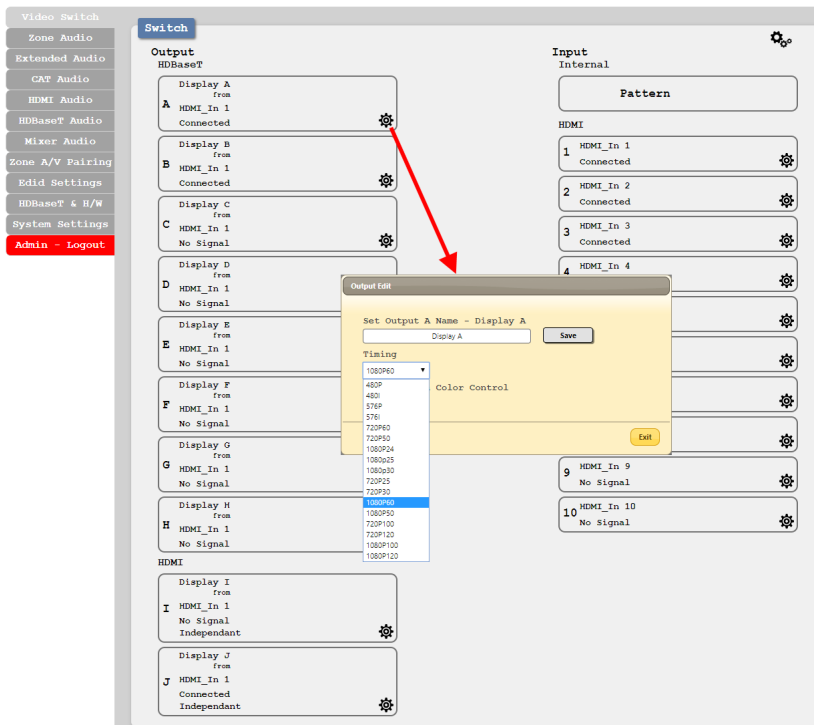 Video Switch
Zone Audio
Extended Audio
CAT Audio
HDMI Audio
HDBaseT Audio
Mixer Audio
Zone A/V Pairing
Edid Settings
HDBaseT & H/W
System Settings
Admin - Logout
Switch
Output
HDBaseT
A
Display A
from
HDMI_In 1
Connected
B
Display B
from
HDMI_In 1
Connected
C
Display C
from
HDMI_In 1
No Signal
D
Display D
from
HDMI_In 1
No Signal
E
Display E
from
HDMI_In 1
No Signal
F
Display F
from
HDMI_In 1
No Signal
G
Display G
from
HDMI_In 1
No Signal
H
Display H
from
HDMI_In 1
No Signal
HDMI
I
Display I
from
HDMI_In 1
No Signal
Independant
J
Display J
from
HDMI_In 1
Connected
Independant
Input
Internal
Pattern
HDMI
1 HDMI_In 1
Connected
2 HDMI_In 2
Connected
3 HDMI_In 3
Connected
4 HDMI_In 4
9 HDMI_In 9
No Signal
10 HDMI_In 10
No Signal
Output Edit
Set Output A Name - Display A
Display A
Save
Timing
1080P60
Color Control
480P
480I
576P
576I
720P60
720P50
1080P24
1080p25
1080p30
720P25
720P30
1080P60
1080P50
720P100
720P120
1080P100
1080P120
Exit